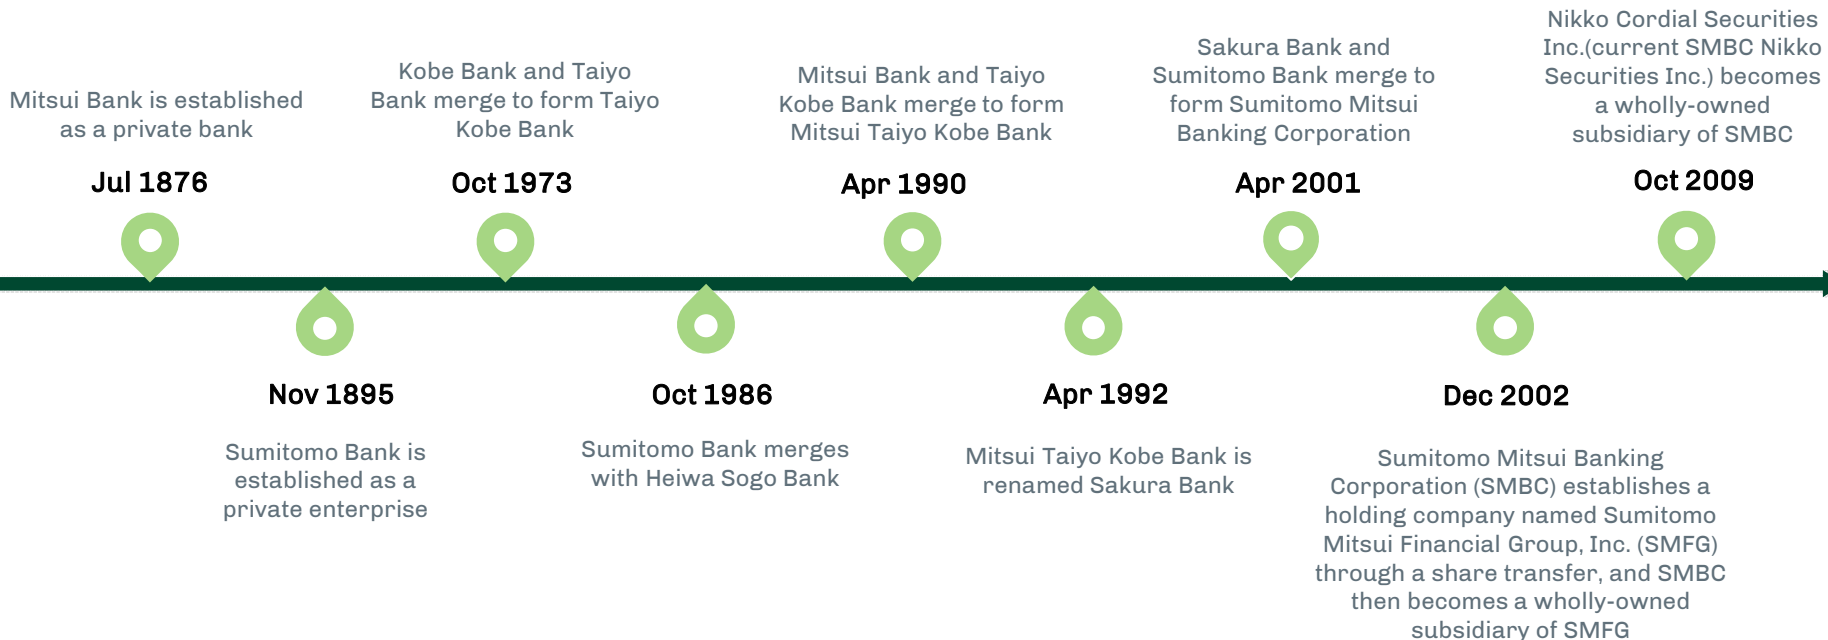 Mitsui Bank is established
as a private bank
Jul 1876
Nov 1895
Sumitomo Bank is
established as a
private enterprise
Kobe Bank and Taiyo
Bank merge to form Taiyo
Kobe Bank
Oct 1973
Oct 1986
Sumitomo Bank merges
with Heiwa Sogo Bank
Mitsui Bank and Taiyo
Kobe Bank merge to form
Mitsui Taiyo Kobe Bank
Apr 1990
Apr 1992
Mitsui Taiyo Kobe Bank is
renamed Sakura Bank
Sakura Bank and
Sumitomo Bank merge to
form Sumitomo Mitsui
Banking Corporation
Apr 2001
Dec 2002
Sumitomo Mitsui Banking
Corporation (SMBC) establishes a
holding company named Sumitomo
Mitsui Financial Group, Inc. (SMFG)
through a share transfer, and SMBC
then becomes a wholly-owned
subsidiary of SMFG
Nikko Cordial Securities
Inc.(current SMBC Nikko
Securities Inc.) becomes
a wholly-owned
subsidiary of SMBC
Oct 2009